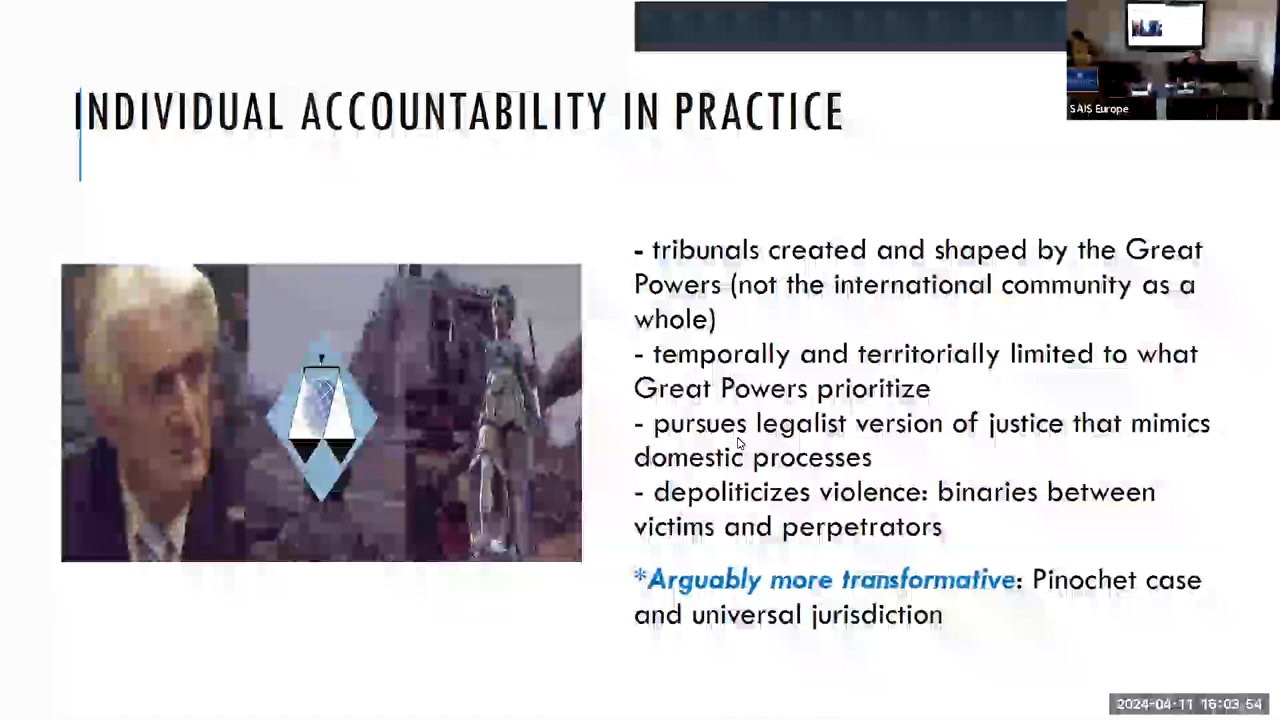 SAIS Europe
INDIVIDUAL ACCOUNTABILITY IN PRACTICE
- tribunals created and shaped by the Great
Powers (not the international community as a
whole)
- temporally and territorially limited to what
Great Powers prioritize
- pursues legalist version of justice that mimics
domestic processes
- depoliticizes violence: binaries between
victims and perpetrators
*Arguably more transformative: Pinochet case
and universal jurisdiction
2024-04-11 16:03:54